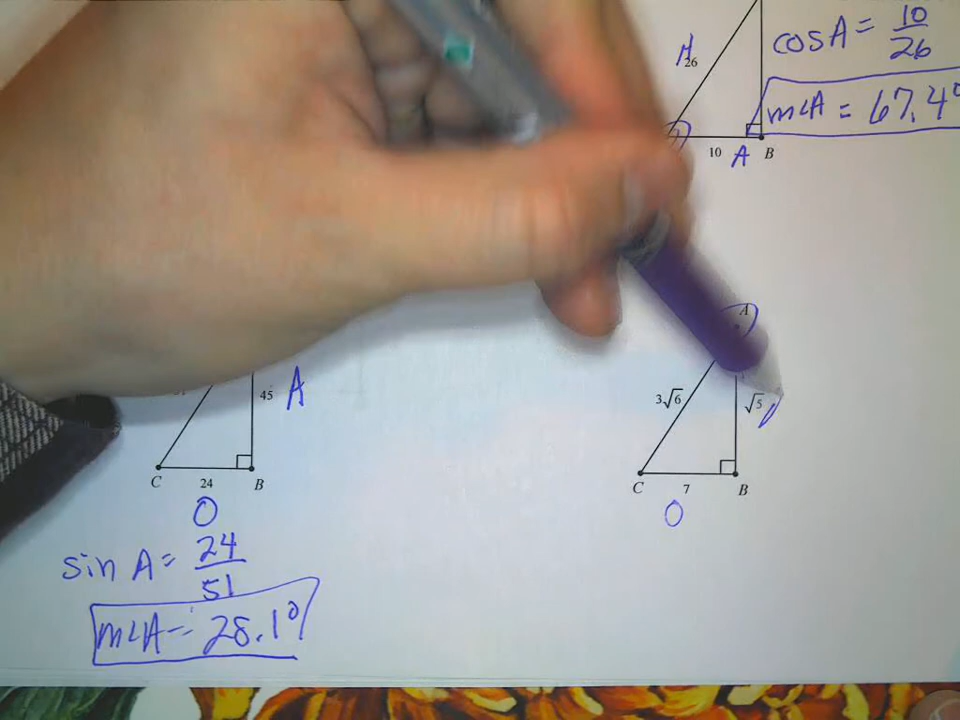 H
26
cos A = 10/26
m∠A = 67.4°
10 A B
A
3√6
√5
45 A
C 24 B
O
C 7 B
O
sin A = 24/51
m∠A = 28.1°